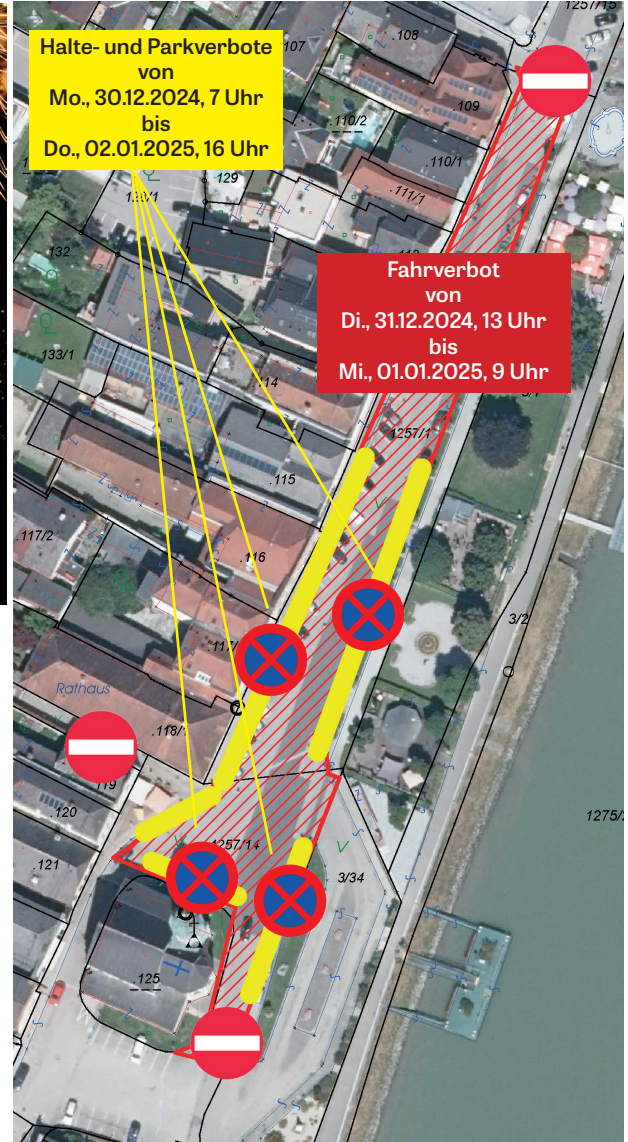 1257/15
Halte- und Parkverbote
von
Mo., 30.12.2024, 7 Uhr
bis
Do., 02.01.2025, 16 Uhr
107
.108
.109
.110/2
.110/1
129
.111/1
132
Fahrverbot
von
Di., 31.12.2024, 13 Uhr
bis
Mi., 01.01.2025, 9 Uhr
133/1
1257/1
.115
.117/2
.116
3/2
Rathaus
.118/1
119
.120
1257/14
.121
3/34
.125